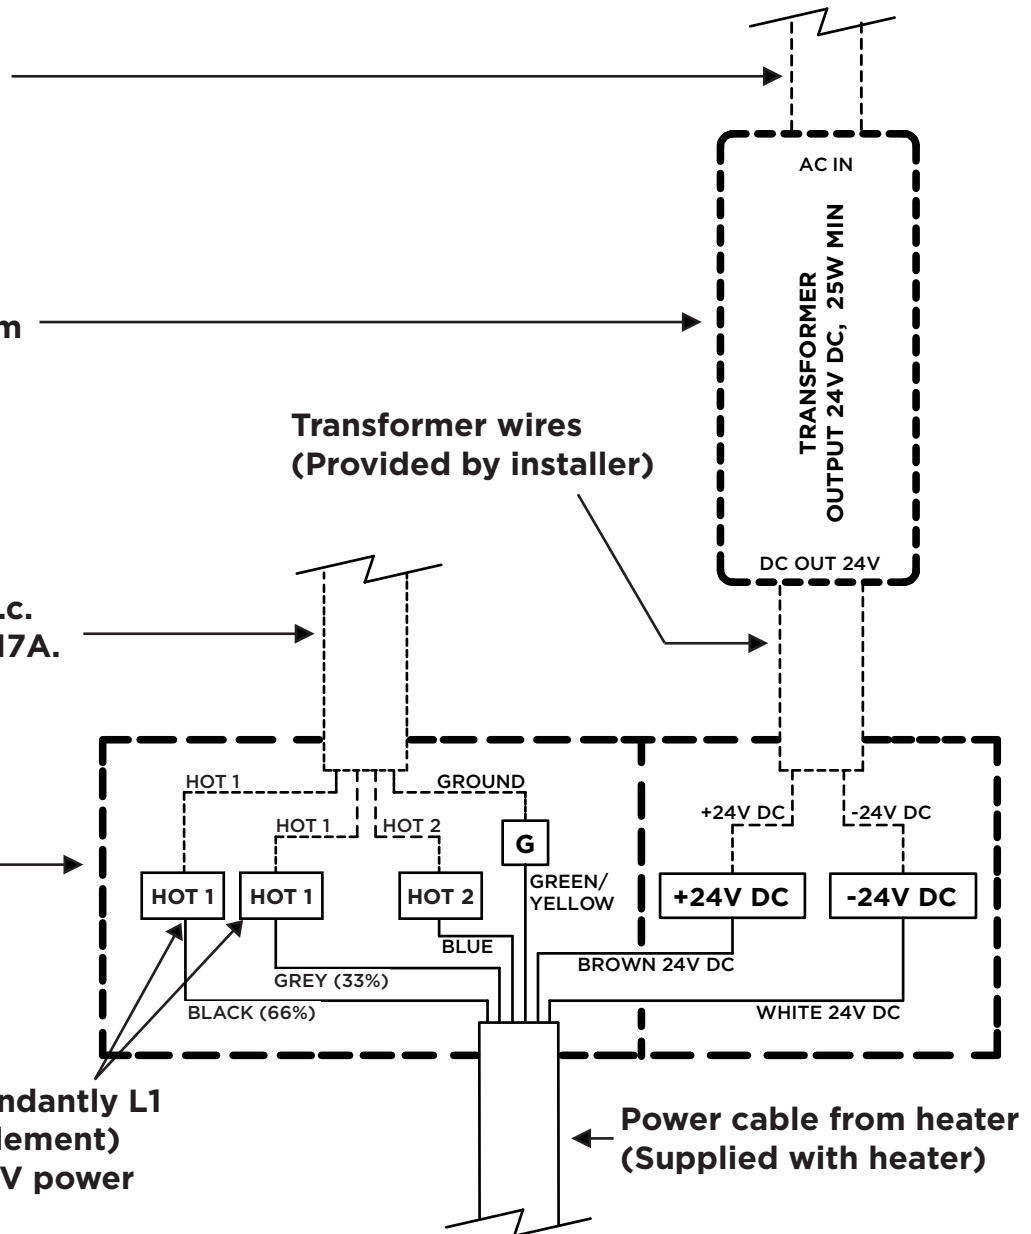 AC IN
TRANSFORMER
OUTPUT 24V DC, 25W MIN
DC OUT 24V
Transformer wires
(Provided by installer)
.c.
17A.
HOT 1
GROUND
HOT 1
HOT 2
G
HOT 1
HOT 1
HOT 2
GREEN/
YELLOW
BLUE
GREY (33%)
BLACK (66%)
+24V DC
-24V DC
+24V DC
-24V DC
BROWN 24V DC
WHITE 24V DC
ndantly L1
lement)
V power
Power cable from heater
(Supplied with heater)